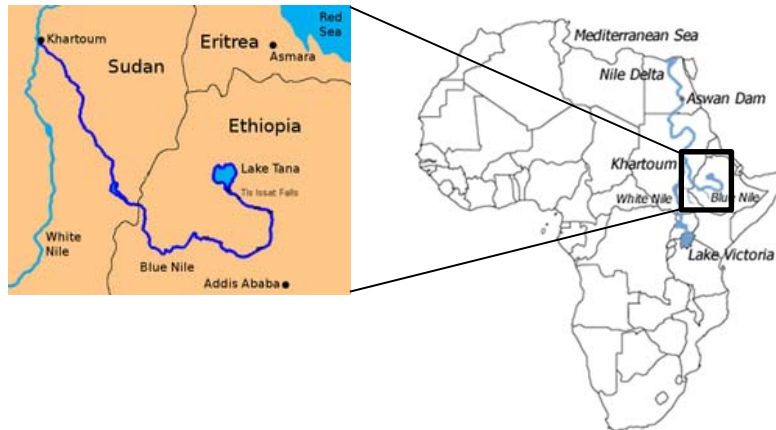 Red
Sea
Khartoum
Eritrea
Asmara
Sudan
Ethiopia
Lake Tana
Tis Issat Falls
White
Nile
Blue Nile
Addis Ababa
Mediterranean Sea
Nile Delta
Aswan Dam
Khartoum
White Nile
Blue Nile
Lake Victoria